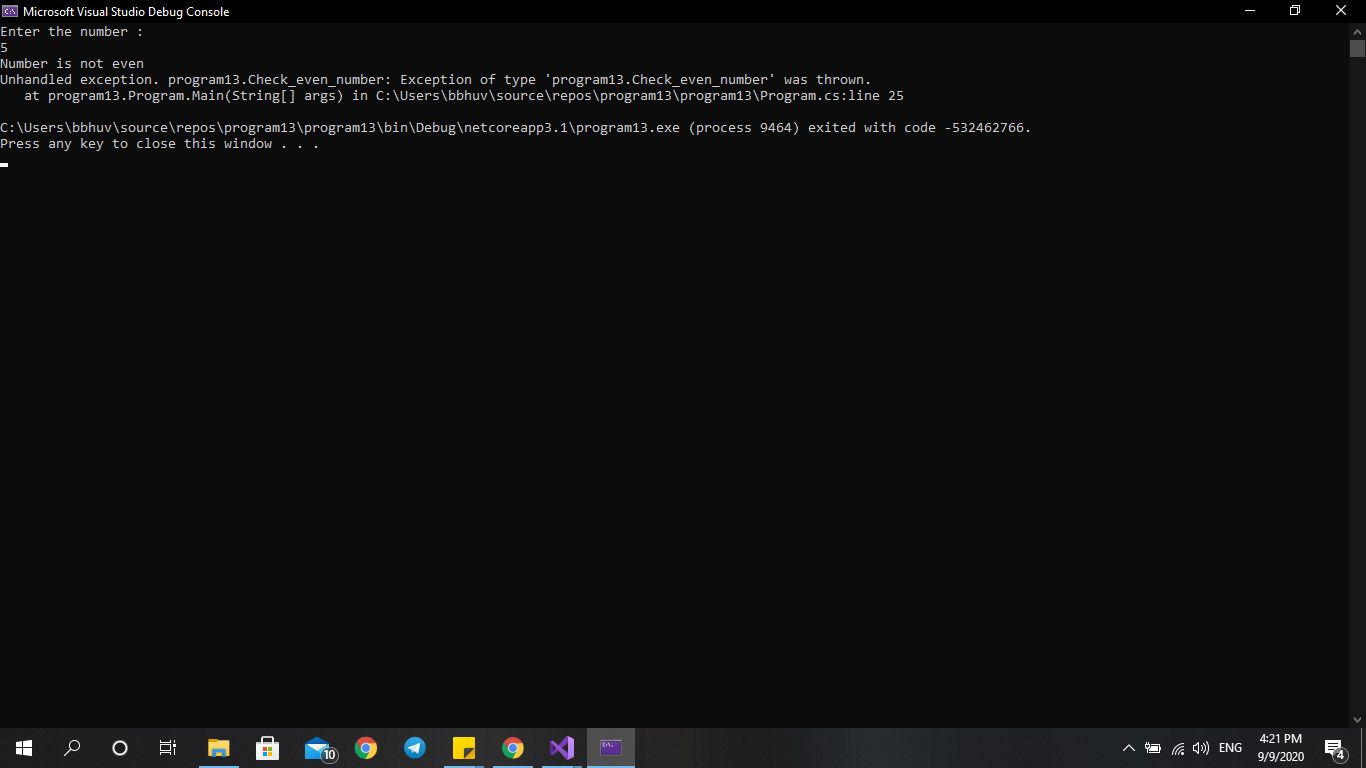 Microsoft Visual Studio Debug Console
Enter the number :
5
Number is not even
Unhandled exception. program13.Check_even_number: Exception of type 'program13.Check_even_number' was thrown.
   at program13.Program.Main(String[] args) in C:\Users\bbhuv\source\repos\program13\program13\Program.cs:line 25
C:\Users\bbhuv\source\repos\program13\program13\bin\Debug\netcoreapp3.1\program13.exe (process 9464) exited with code -532462766.
Press any key to close this window . . .
10
ENG
4:21 PM
9/9/2020
4